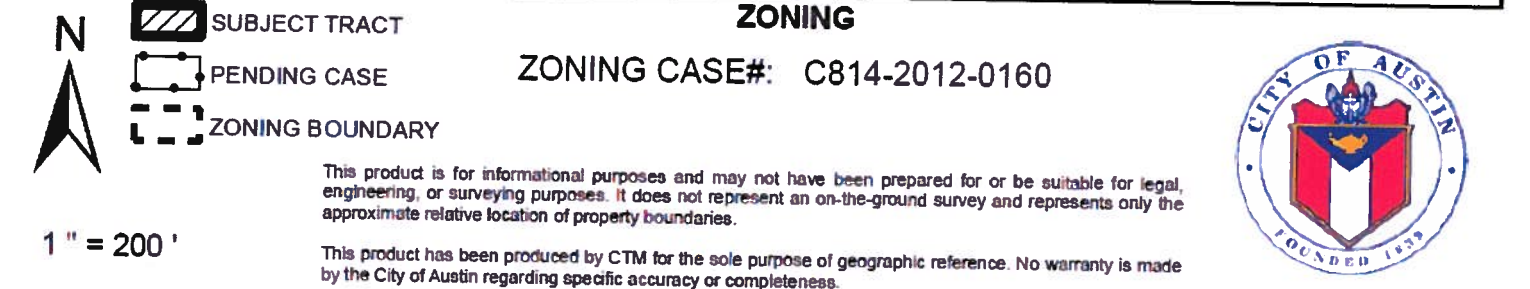 N
SUBJECT TRACT
PENDING CASE
ZONING BOUNDARY
1 " = 200 '
ZONING
ZONING CASE#: C814-2012-0160
This product is for informational purposes and may not have been prepared for or be suitable for legal,
engineering, or surveying purposes. It does not represent an on-the-ground survey and represents only the
approximate relative location of property boundaries.
This product has been produced by CTM for the sole purpose of geographic reference. No warranty is made
by the City of Austin regarding specific accuracy or completeness.
CITY OF AUSTIN
FOUNDED 1839